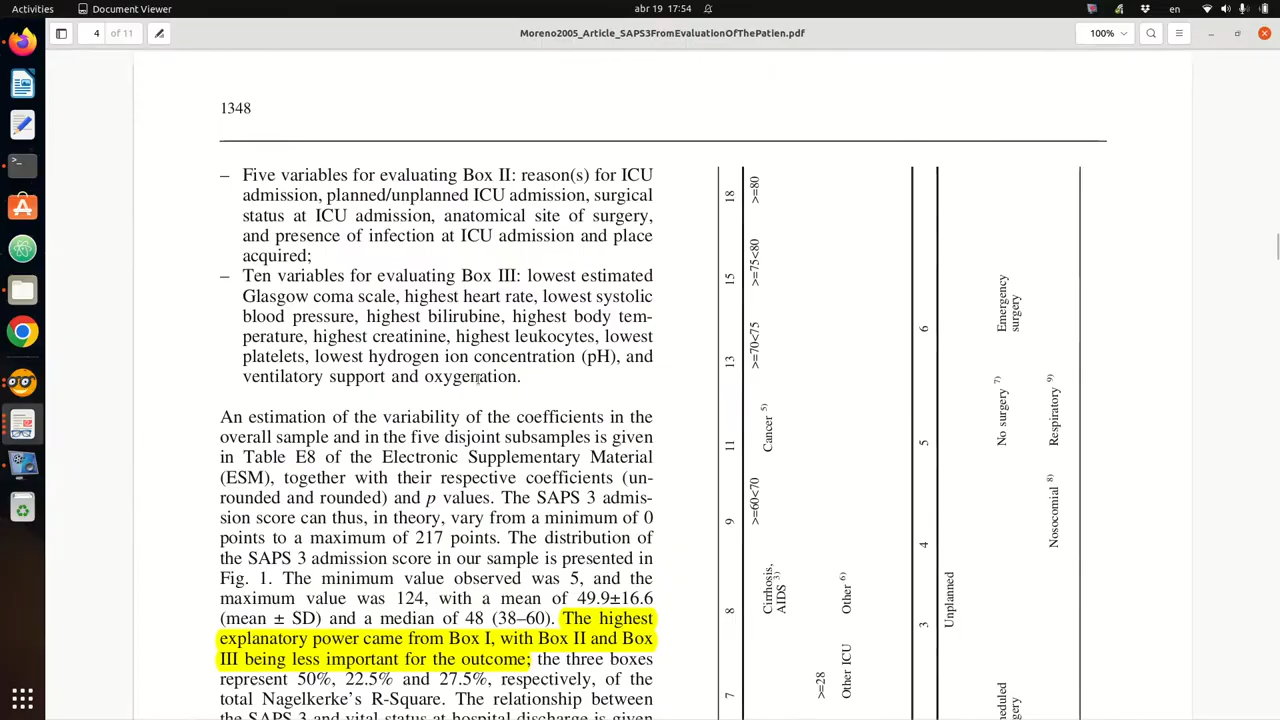 Activities
Document Viewer
abr 19 17:54
en
4 of 11
Moreno2005_Article_SAPS3FromEvaluationOfThePatien.pdf
100%
1348
– Five variables for evaluating Box II: reason(s) for ICU
admission, planned/unplanned ICU admission, surgical
status at ICU admission, anatomical site of surgery,
and presence of infection at ICU admission and place
acquired;
– Ten variables for evaluating Box III: lowest estimated
Glasgow coma scale, highest heart rate, lowest systolic
blood pressure, highest bilirubine, highest body tem-
perature, highest creatinine, highest leukocytes, lowest
platelets, lowest hydrogen ion concentration (pH), and
ventilatory support and oxygenation.
An estimation of the variability of the coefficients in the
overall sample and in the five disjoint subsamples is given
in Table E8 of the Electronic Supplementary Material
(ESM), together with their respective coefficients (un-
rounded and rounded) and p values. The SAPS 3 admis-
sion score can thus, in theory, vary from a minimum of 0
points to a maximum of 217 points. The distribution of
the SAPS 3 admission score in our sample is presented in
Fig. 1. The minimum value observed was 5, and the
maximum value was 124, with a mean of 49.9±16.6
(mean ± SD) and a median of 48 (38–60). The highest
explanatory power came from Box I, with Box II and Box
III being less important for the outcome; the three boxes
represent 50%, 22.5% and 27.5%, respectively, of the
total Nagelkerke's R-Square. The relationship between
the SAPS 3 and vital status at hospital discharge is given
18
15
13
11
9
8
7
>=80
>=75<80
>=70<75
Cancer 5)
>=60<70
Cirrhosis,
AIDS 3)
Other 6)
>=28
Other ICU
6
5
4
3
Emergency
surgery
No surgery 7)
Respiratory 9)
Nosocomial 8)
Unplanned